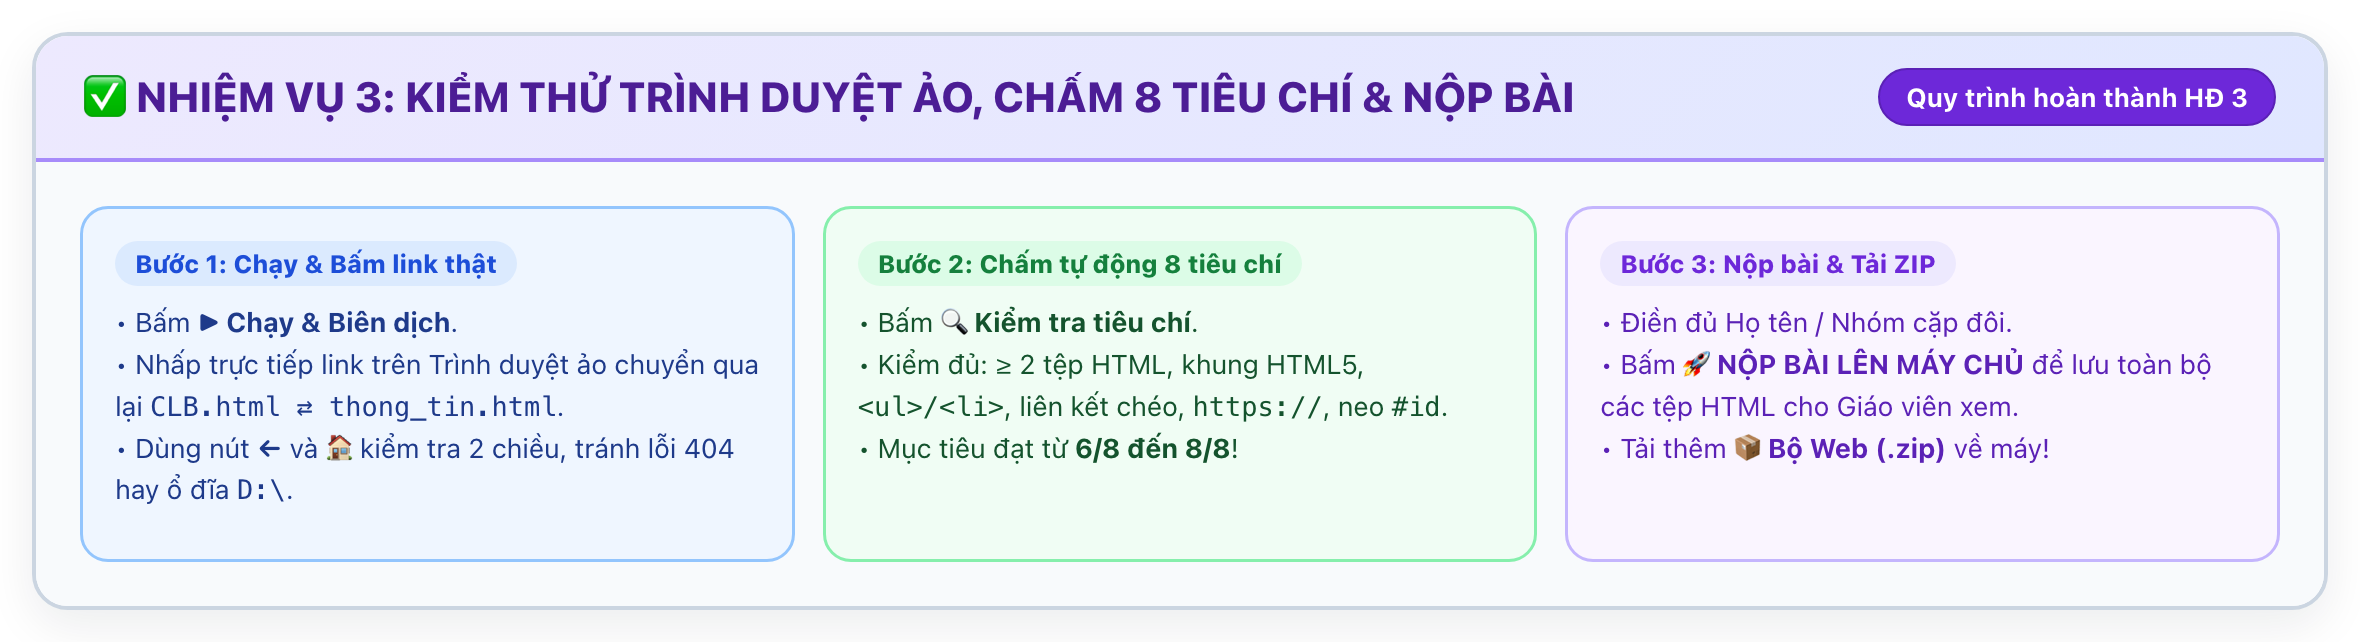 ✅ NHIỆM VỤ 3: KIỂM THỬ TRÌNH DUYỆT ẢO, CHẤM 8 TIÊU CHÍ & NỘP BÀI
Quy trình hoàn thành HĐ 3
Bước 1: Chạy & Bấm link thật
• Bấm ▶ Chạy & Biên dịch.
• Nhấp trực tiếp link trên Trình duyệt ảo chuyển qua
lại CLB.html ⇄ thong_tin.html.
• Dùng nút ← và 🏠 kiểm tra 2 chiều, tránh lỗi 404
hay ổ đĩa D:\.
Bước 2: Chấm tự động 8 tiêu chí
• Bấm 🔍 Kiểm tra tiêu chí.
• Kiểm đủ: ≥ 2 tệp HTML, khung HTML5,
<ul>/<li>, liên kết chéo, https://, neo #id.
• Mục tiêu đạt từ 6/8 đến 8/8!
Bước 3: Nộp bài & Tải ZIP
• Điền đủ Họ tên / Nhóm cặp đôi.
• Bấm 🚀 NỘP BÀI LÊN MÁY CHỦ để lưu toàn bộ
các tệp HTML cho Giáo viên xem.
• Tải thêm 📦 Bộ Web (.zip) về máy!